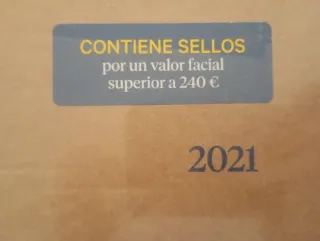 CONTIENE SELLOS
por un valor facial
superior a 240 €
2021